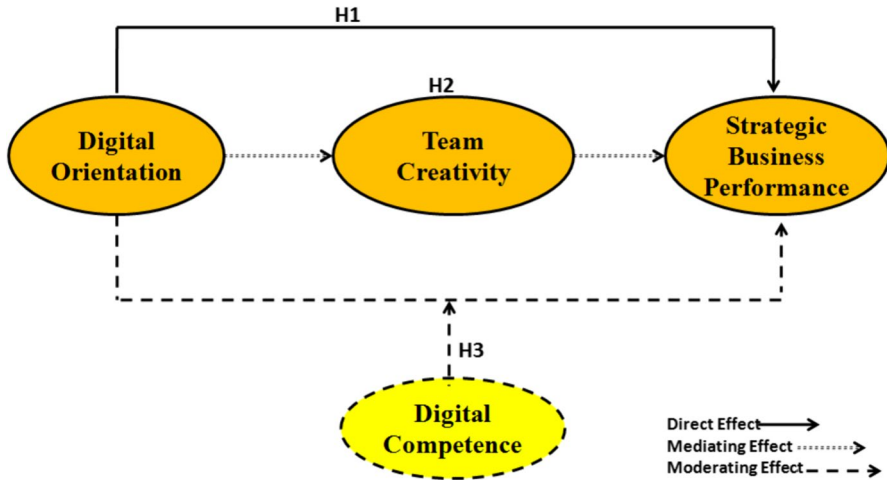 H1
H2
Digital
Orientation
Team
Creativity
Strategic
Business
Performance
H3
Digital
Competence
Direct Effect
Mediating Effect
Moderating Effect